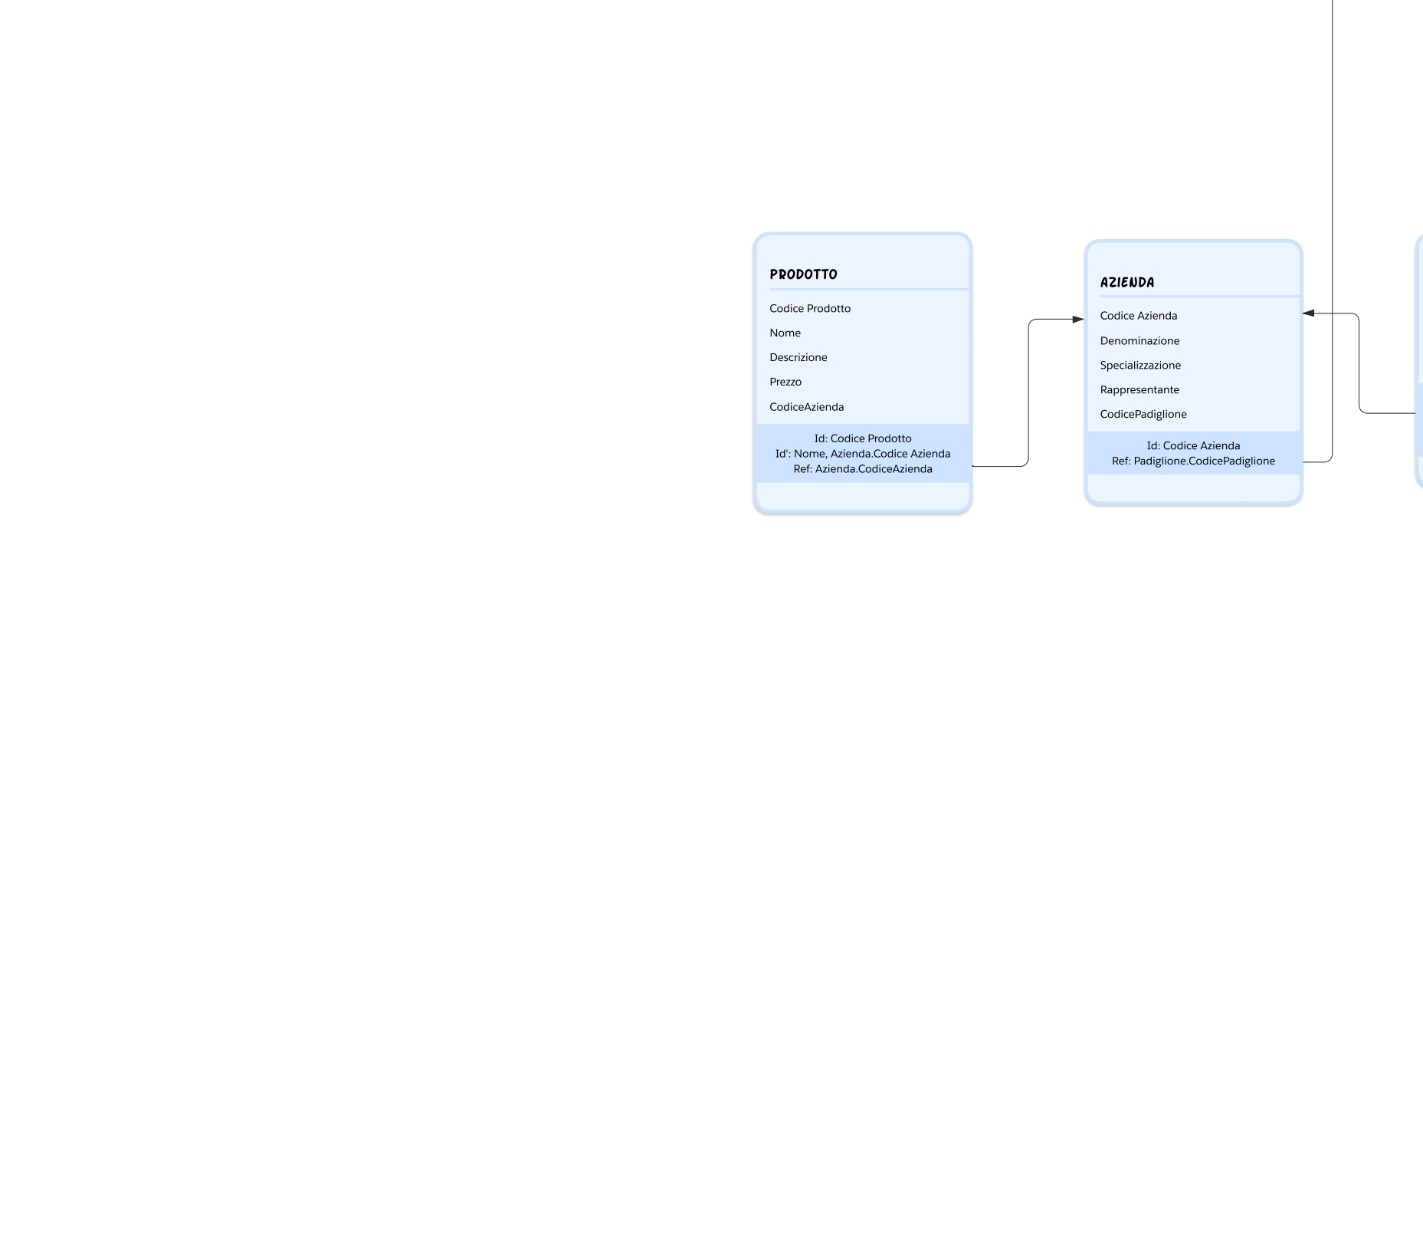 PRODOTTO
Codice Prodotto
Nome
Descrizione
Prezzo
CodiceAzienda
Id: Codice Prodotto
Id': Nome, Azienda.Codice Azienda
Ref: Azienda.CodiceAzienda
AZIENDA
Codice Azienda
Denominazione
Specializzazione
Rappresentante
CodicePadiglione
Id: Codice Azienda
Ref: Padiglione.CodicePadiglione